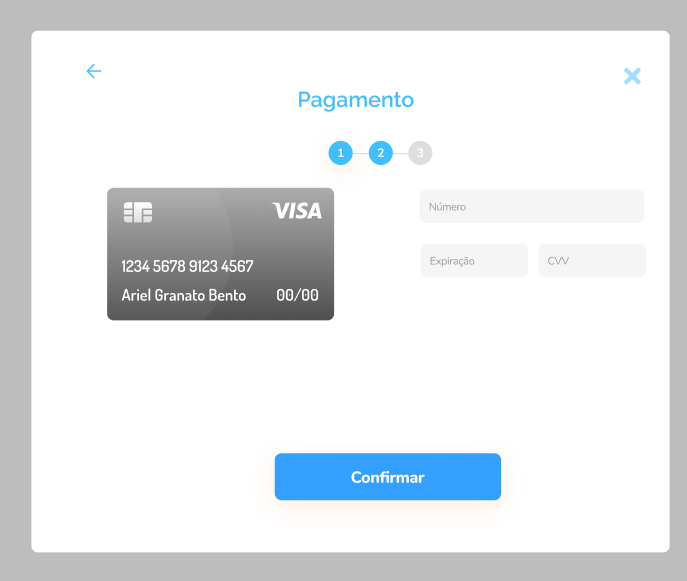 Pagamento
1 2 3
VISA
1234 5678 9123 4567
Ariel Granato Bento 00/00
Número
Expiração CVV
Confirmar